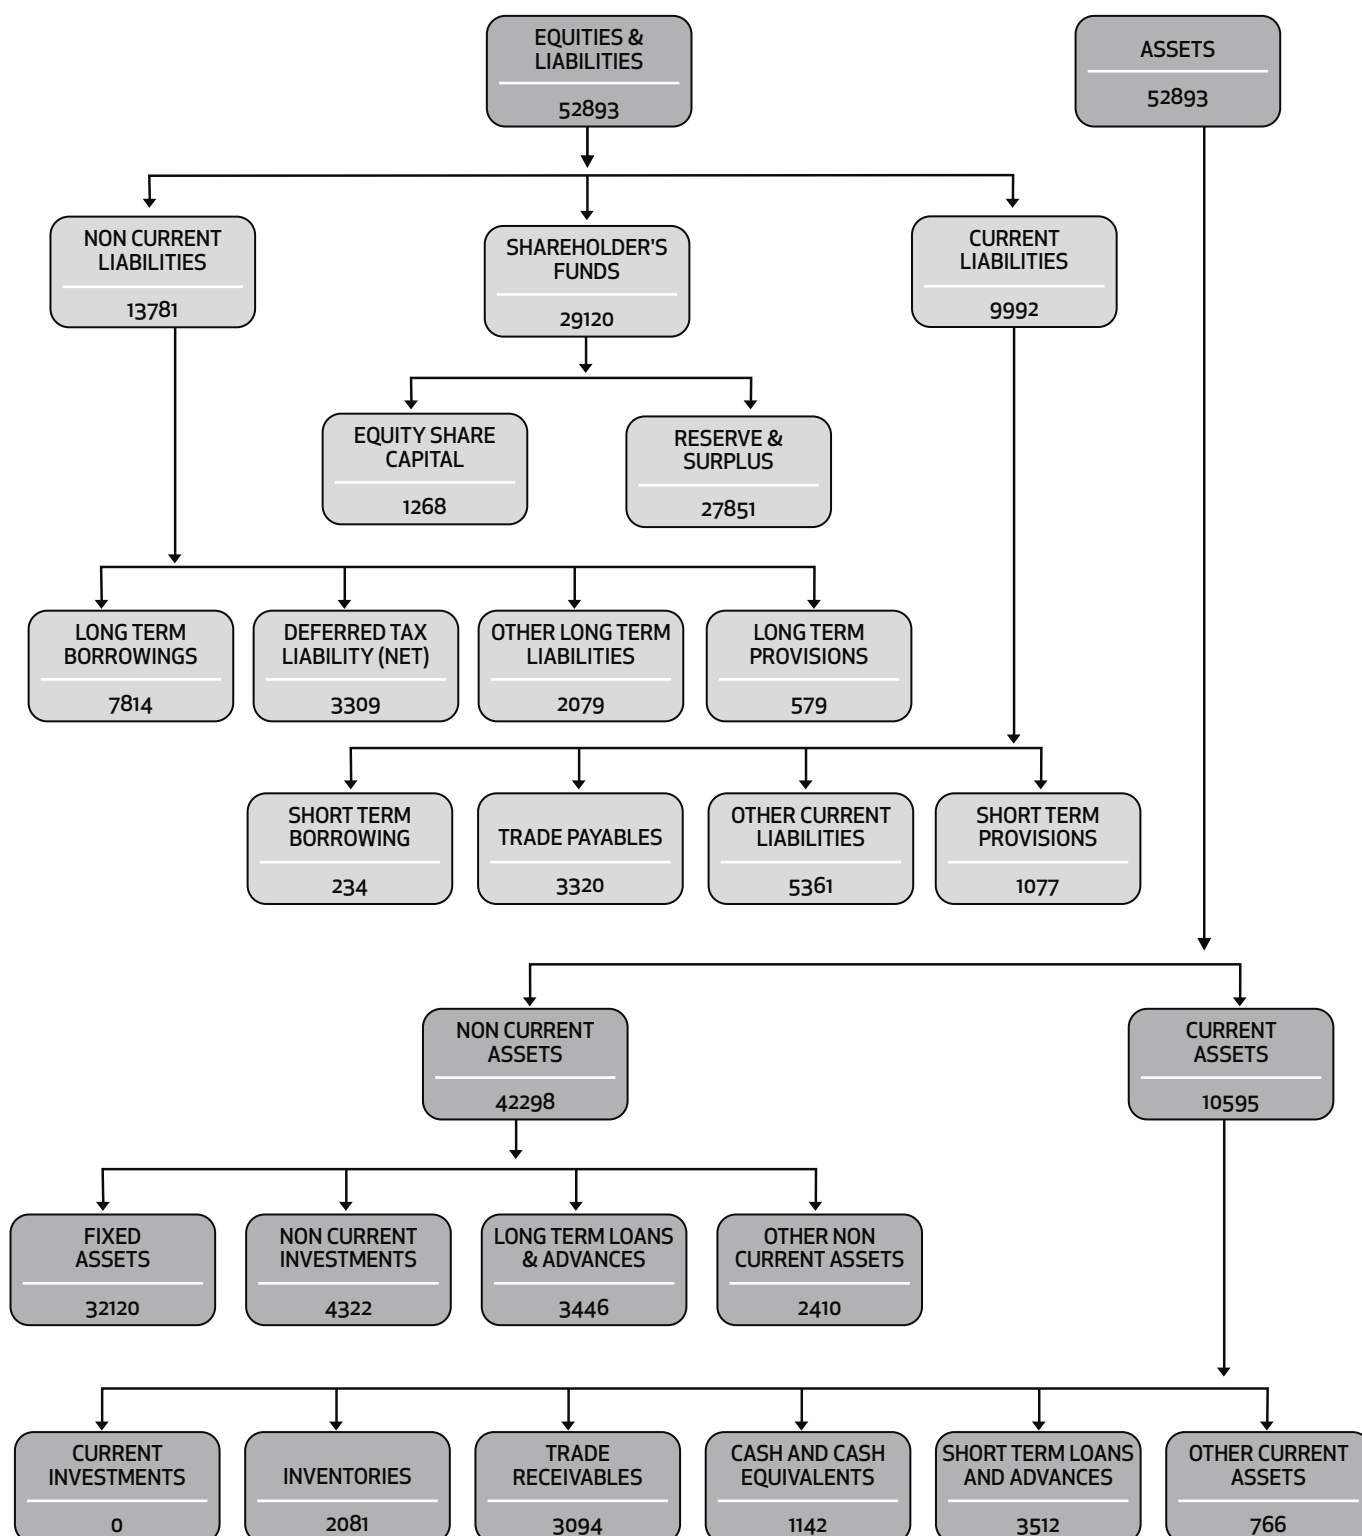 EQUITIES &
LIABILITIES
52893
ASSETS
52893
NON CURRENT
LIABILITIES
13781
SHAREHOLDER'S
FUNDS
29120
CURRENT
LIABILITIES
9992
EQUITY SHARE
CAPITAL
1268
RESERVE &
SURPLUS
27851
LONG TERM
BORROWINGS
7814
DEFERRED TAX
LIABILITY (NET)
3309
OTHER LONG TERM
LIABILITIES
2079
LONG TERM
PROVISIONS
579
SHORT TERM
BORROWING
234
TRADE PAYABLES
3320
OTHER CURRENT
LIABILITIES
5361
SHORT TERM
PROVISIONS
1077
NON CURRENT
ASSETS
42298
CURRENT
ASSETS
10595
FIXED
ASSETS
32120
NON CURRENT
INVESTMENTS
4322
LONG TERM LOANS
& ADVANCES
3446
OTHER NON
CURRENT ASSETS
2410
CURRENT
INVESTMENTS
0
INVENTORIES
2081
TRADE
RECEIVABLES
3094
CASH AND CASH
EQUIVALENTS
1142
SHORT TERM LOANS
AND ADVANCES
3512
OTHER CURRENT
ASSETS
766